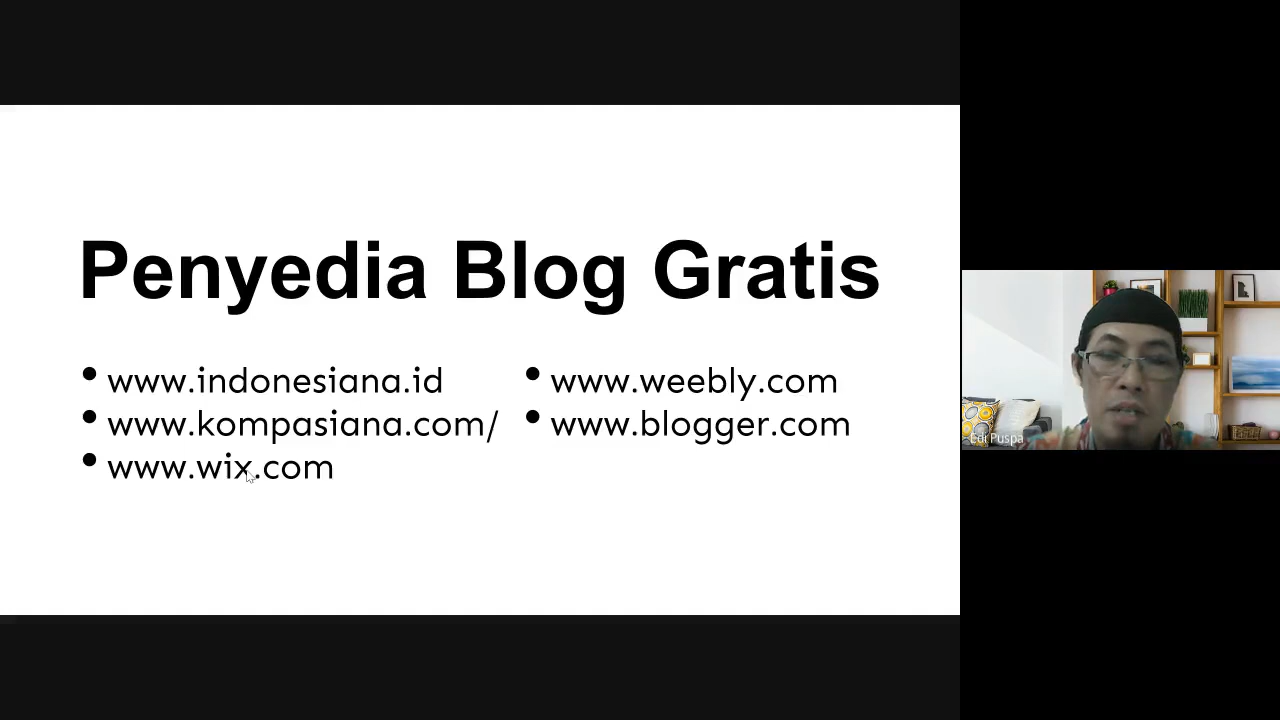 Penyedia Blog Gratis
• www.indonesiana.id
• www.kompasiana.com/
• www.wix.com
• www.weebly.com
• www.blogger.com
Edi Puspa